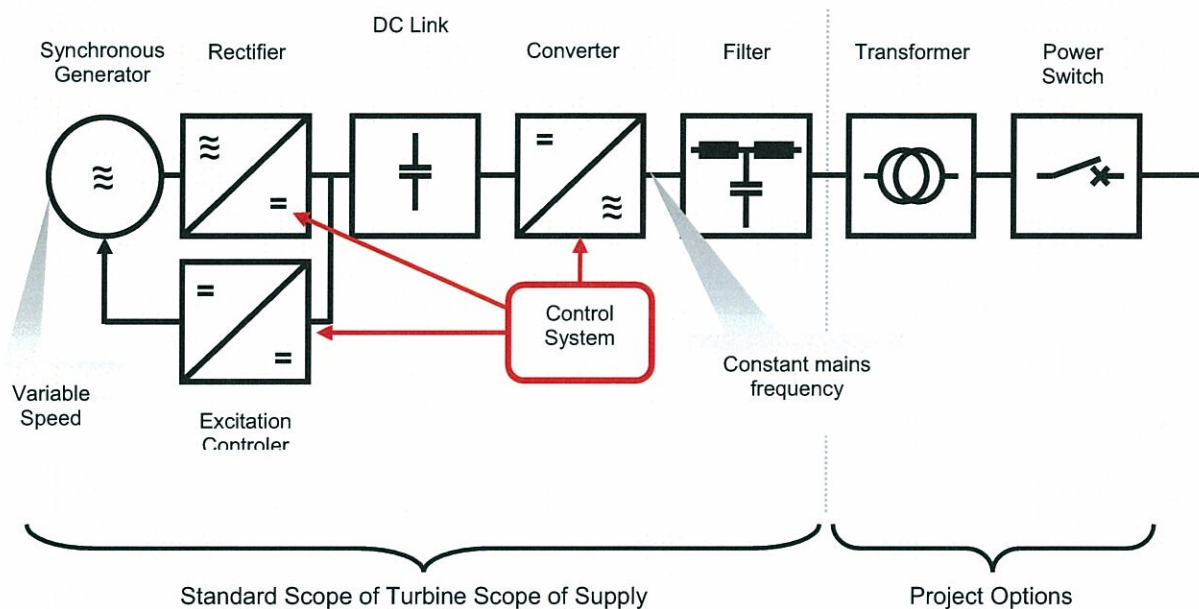 DC Link
Synchronous
Generator
Rectifier
Converter
Filter
Transformer
Power
Switch
Control
System
Constant mains
frequency
Variable
Speed
Excitation
Controler
Standard Scope of Turbine Scope of Supply
Project Options